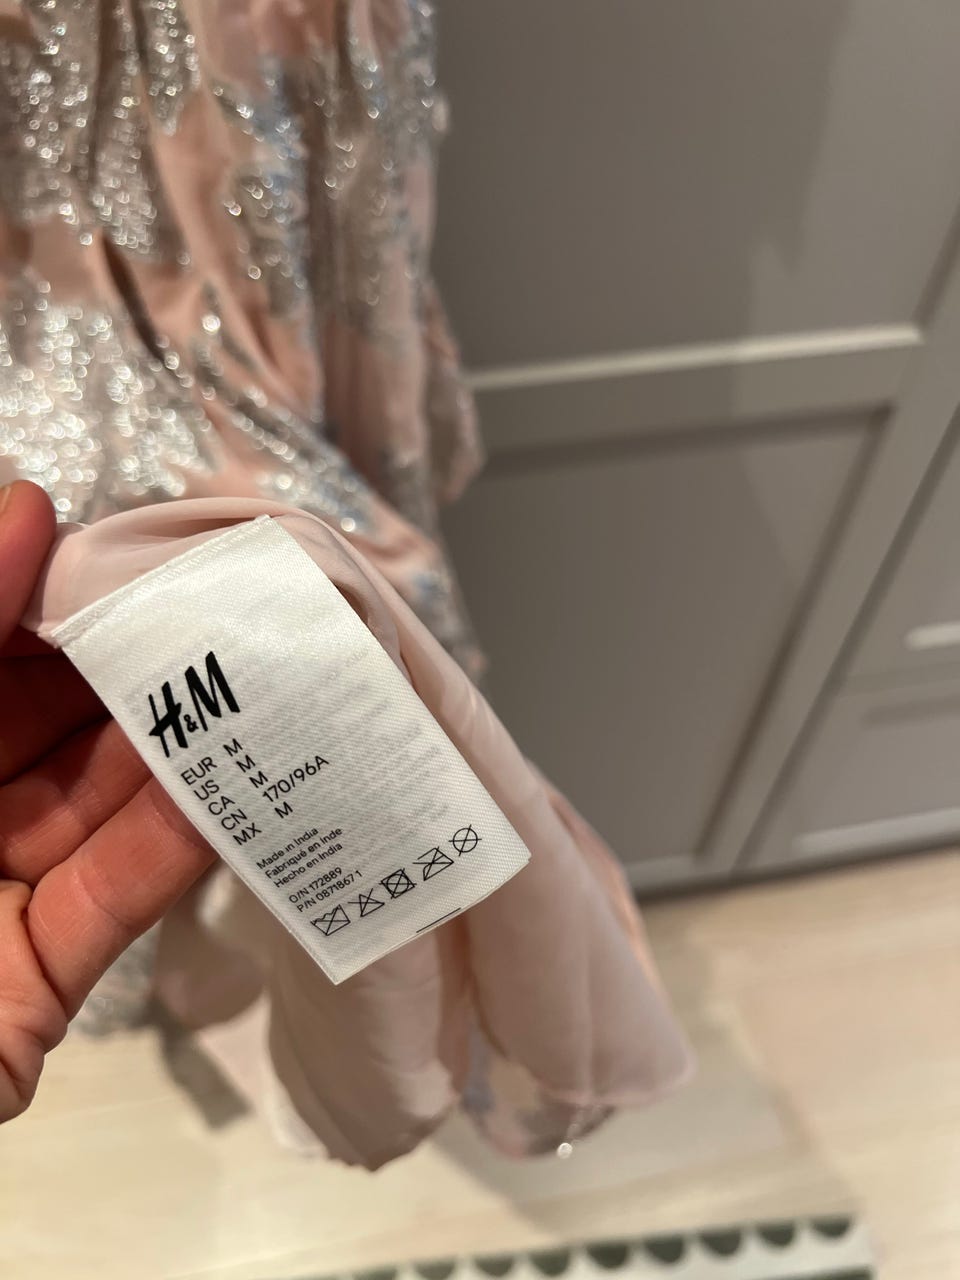 H&M
EUR M
US M
CA M
CN 170/96A
MX M
Made in India
Fabriqué en Inde
Hecho en India
O/N 172889
P/N 0871867 1